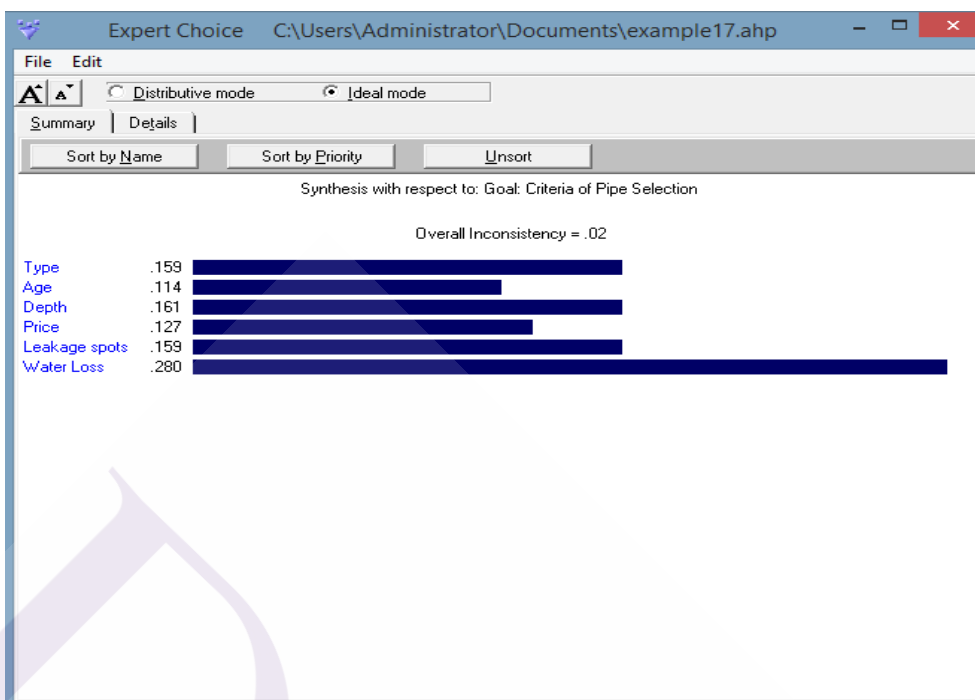 Expert Choice C:\Users\Administrator\Documents\example17.ahp
File Edit
A A Distributive mode Ideal mode
Summary Details
Sort by Name Sort by Priority Unsort
Synthesis with respect to: Goal: Criteria of Pipe Selection
Overall Inconsistency = .02
Type .159
Age .114
Depth .161
Price .127
Leakage spots .159
Water Loss .280